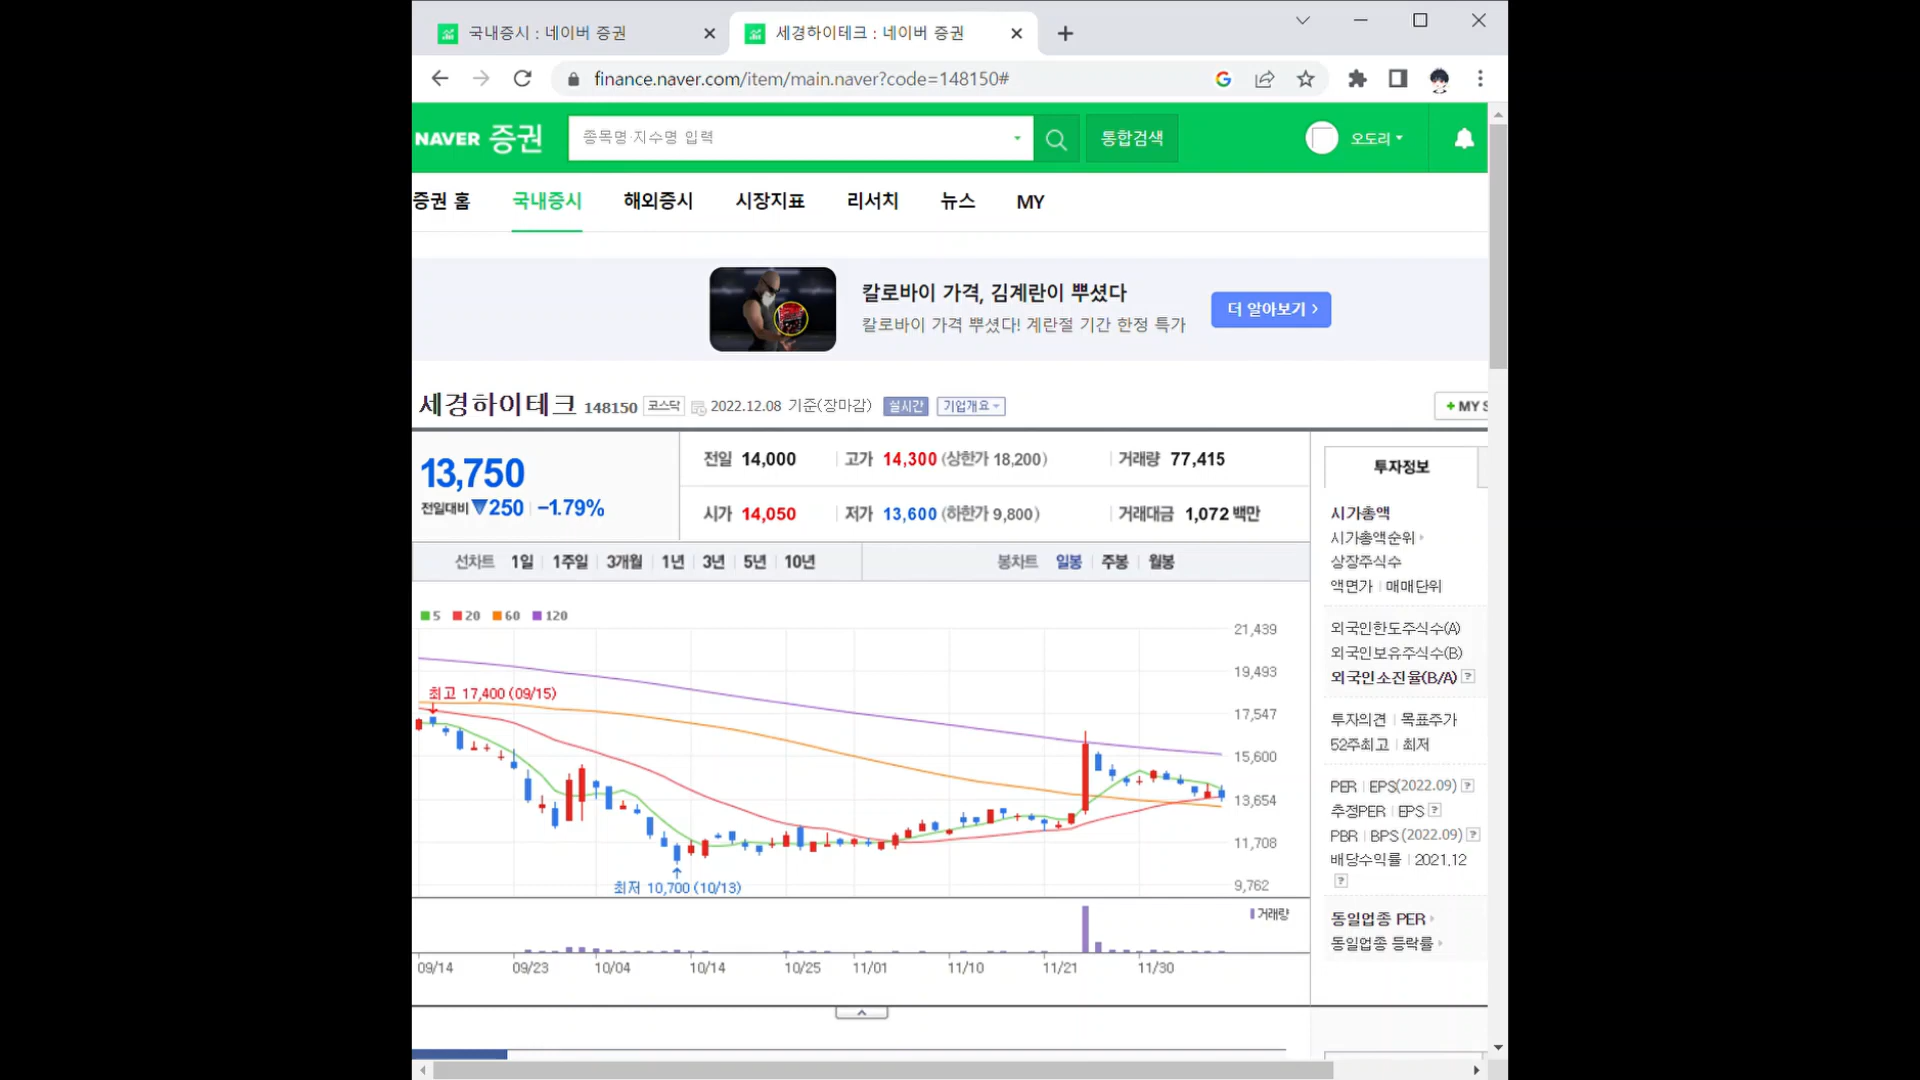 국내증시 : 네이버 증권
세경하이테크 : 네이버 증권
finance.naver.com/item/main.naver?code=148150#
NAVER 증권
종목명·지수명 입력
통합검색
오도리
증권 홈 국내증시 해외증시 시장지표 리서치 뉴스 MY
칼로바이 가격, 김계란이 뿌셨다
칼로바이 가격 뿌셨다! 계란절 기간 한정 특가
더 알아보기 >
세경하이테크 148150 코스닥 2022.12.08 기준(장마감) 실시간 기업개요
+ MY S
13,750
전일대비 ▼250 -1.79%
전일 14,000 고가 14,300 (상한가 18,200) 거래량 77,415
시가 14,050 저가 13,600 (하한가 9,800) 거래대금 1,072 백만
선차트 1일 1주일 3개월 1년 3년 5년 10년 봉차트 일봉 주봉 월봉
5 20 60 120
21,439
19,493
17,547
15,600
13,654
11,708
9,762
최고 17,400 (09/15)
최저 10,700 (10/13)
거래량
09/14 09/23 10/04 10/14 10/25 11/01 11/10 11/21 11/30
투자정보
시가총액
시가총액순위
상장주식수
액면가 | 매매단위
외국인한도주식수(A)
외국인보유주식수(B)
외국인소진율(B/A) ?
투자의견 | 목표주가
52주최고 | 최저
PER | EPS(2022.09) ?
추정PER | EPS ?
PBR | BPS (2022.09) ?
배당수익률 | 2021.12
?
동일업종 PER
동일업종 등락률